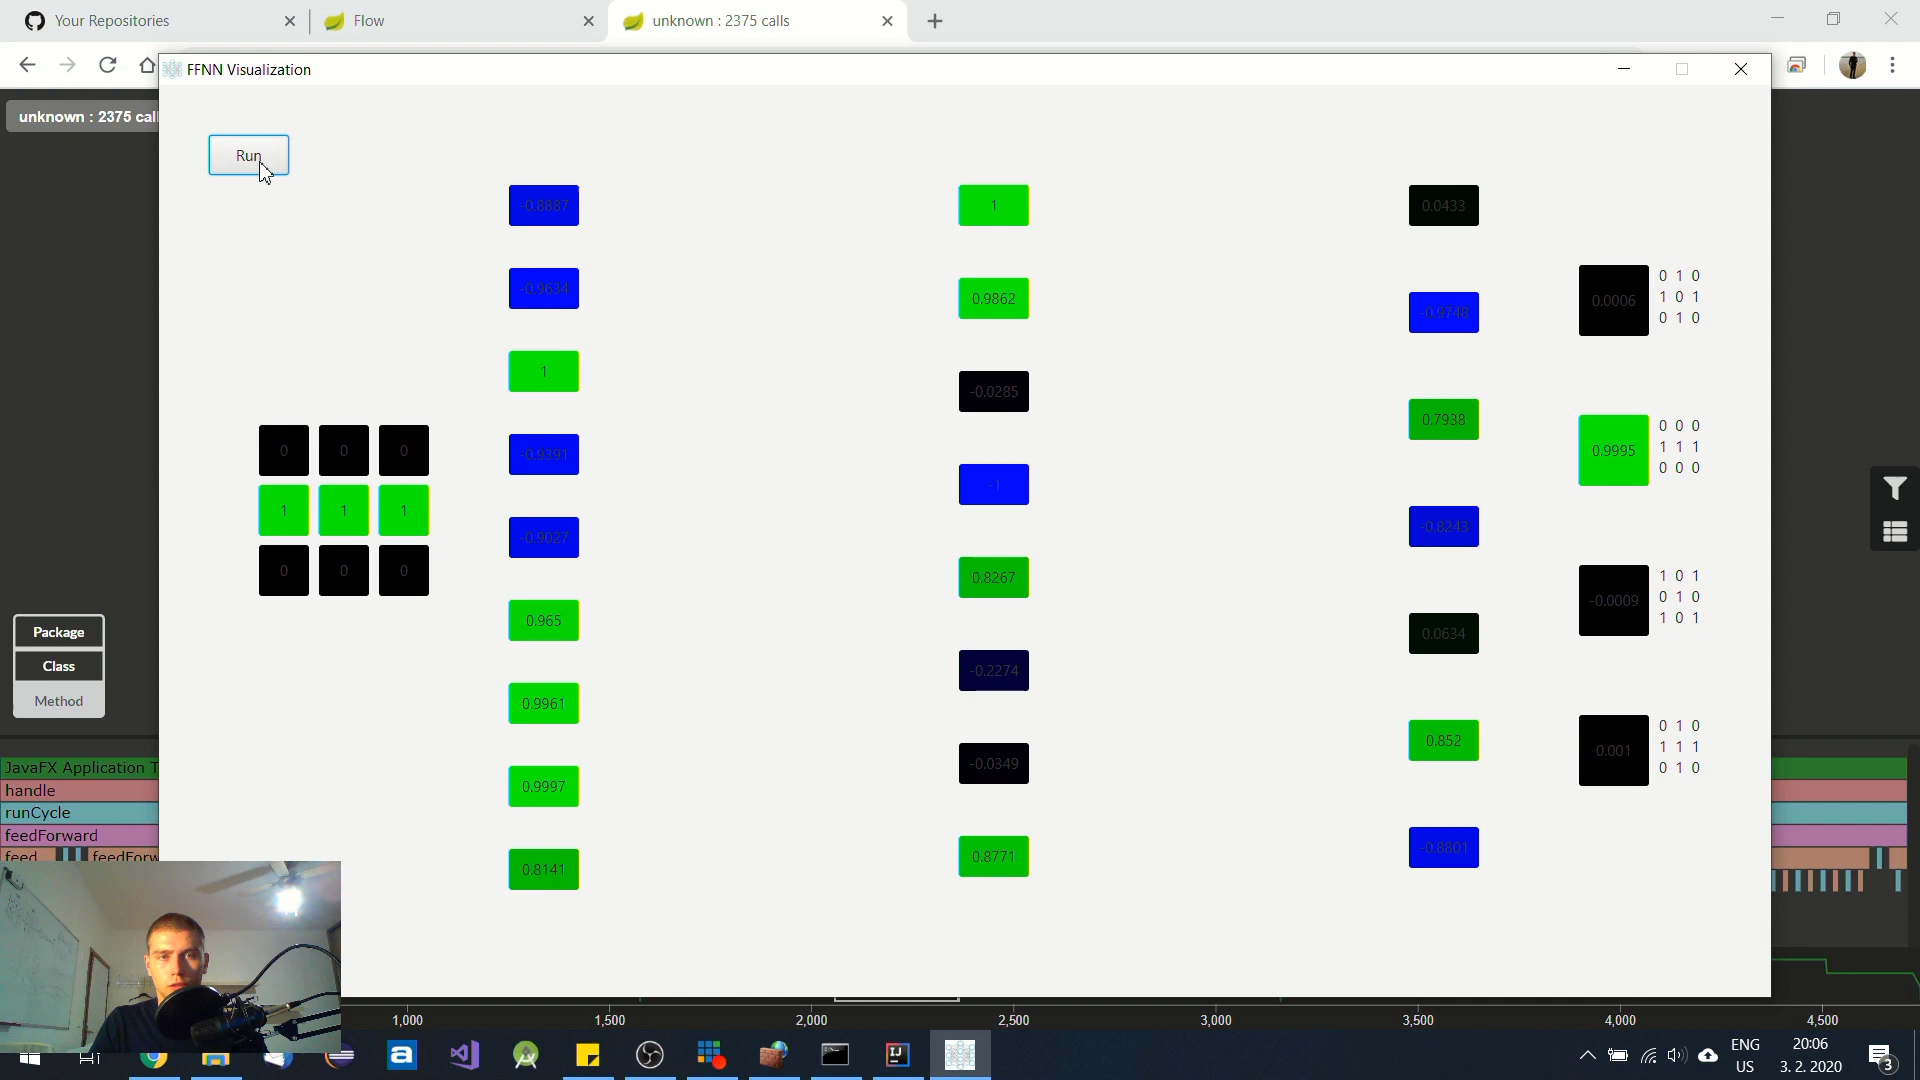 Your Repositories
Flow
unknown : 2375 calls
FFNN Visualization
unknown : 2375 call
Run
-0.8887
1
0.0433
-0.9634
0.9862
-0.9748
0.0006
0 1 0
1 0 1
0 1 0
1
-0.0285
0.7938
0.9995
0 0 0
1 1 1
0 0 0
0 0 0
1 1 1
0 0 0
-0.9391
-1
-0.8243
-0.9027
0.8267
-0.0009
1 0 1
0 1 0
1 0 1
0.965
-0.2274
0.0634
0.9961
-0.0349
0.852
0.001
0 1 0
1 1 1
0 1 0
0.9997
0.8771
-0.8801
0.8141
Package
Class
Method
JavaFX Application T
handle
runCycle
feedForward
feed
feedForw
1,000
1,500
2,000
2,500
3,000
3,500
4,000
4,500
ENG
US
20:06
3. 2. 2020
3